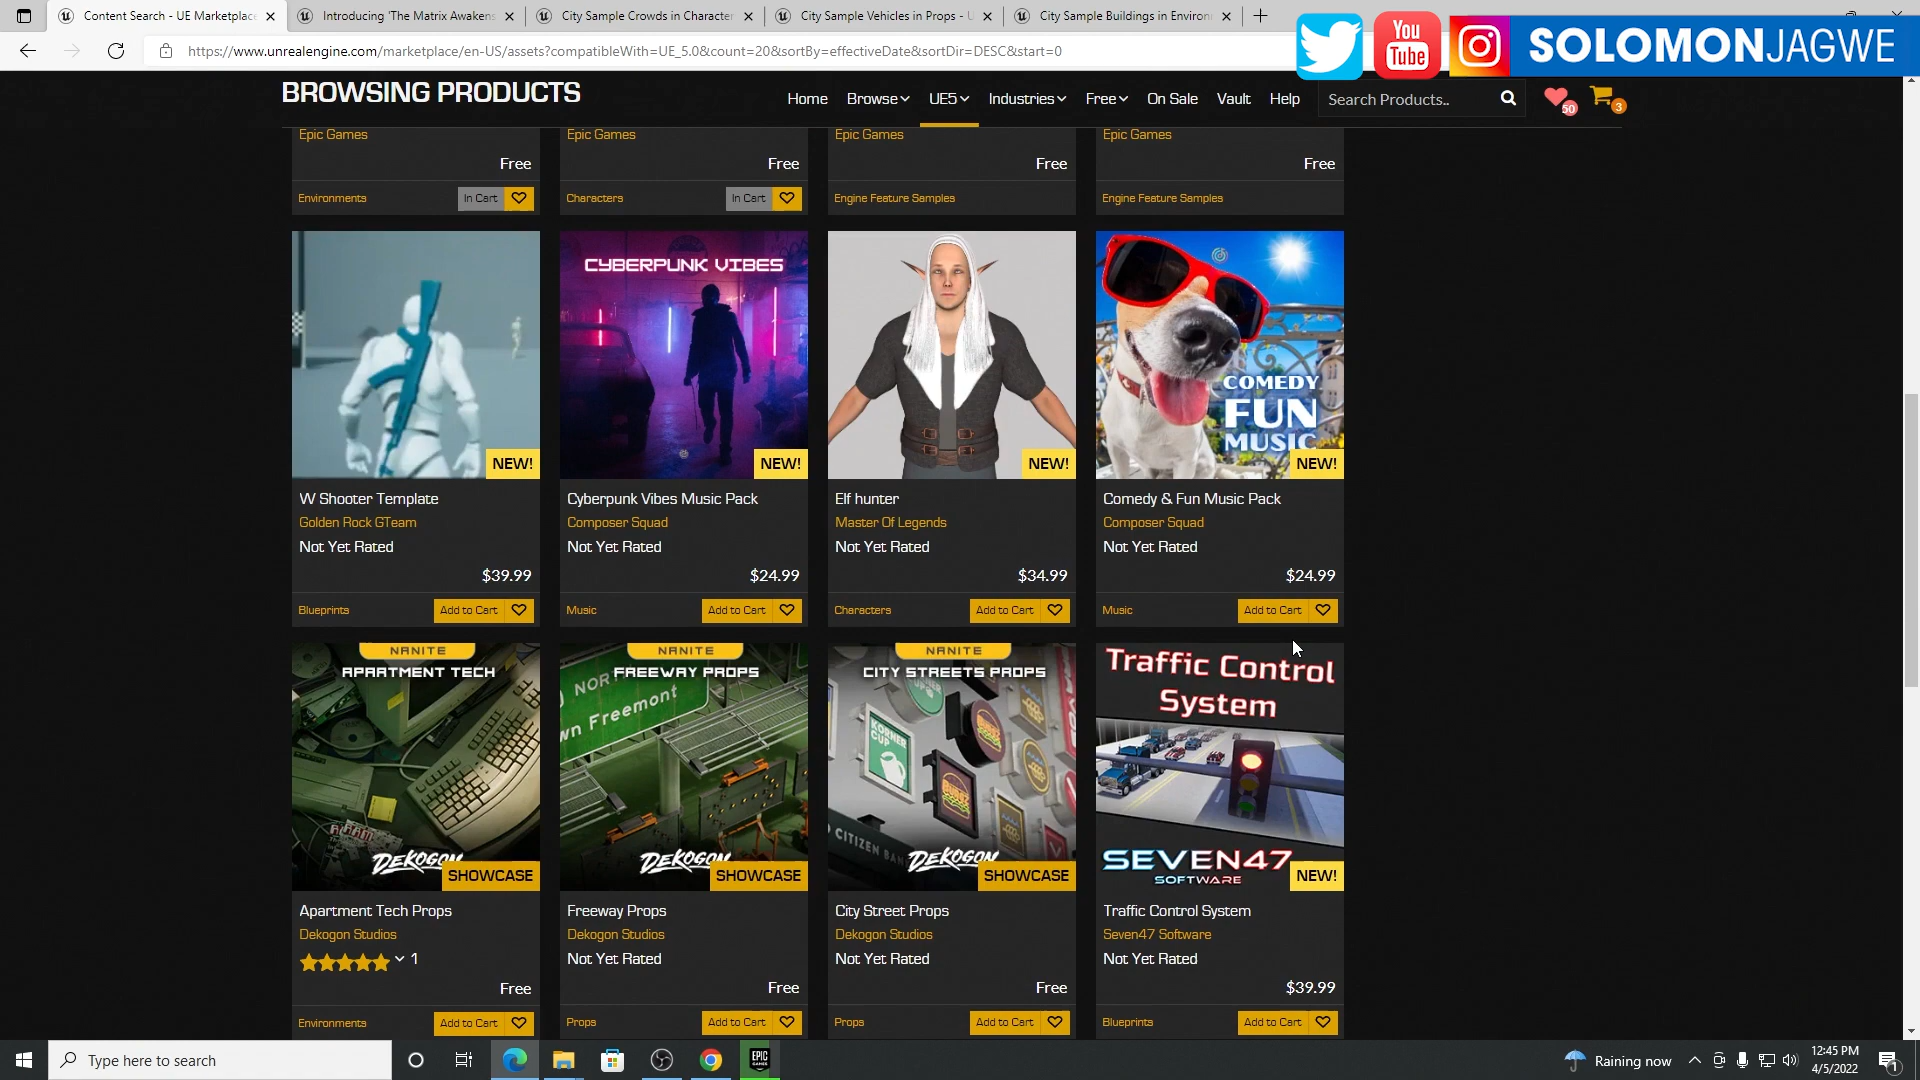 Content Search - UE Marketplace
Introducing 'The Matrix Awakens
City Sample Crowds in Character
City Sample Vehicles in Props - U
City Sample Buildings in Environ
https://www.unrealengine.com/marketplace/en-US/assets?compatibleWith=UE_5.0&count=20&sortBy=effectiveDate&sortDir=DESC&start=0
You
Tube
SOLOMONJAGWE
BROWSING PRODUCTS
Home Browse UE5 Industries Free On Sale Vault Help
Search Products..
50
3
Epic Games
Epic Games
Epic Games
Epic Games
Free
Free
Free
Free
Environments
In Cart
Characters
In Cart
Engine Feature Samples
Engine Feature Samples
CYBERPUNK VIBES
COMEDY
FUN
MUSIC
NEW!
NEW!
NEW!
NEW!
W Shooter Template
Golden Rock GTeam
Not Yet Rated
$39.99
Blueprints
Add to Cart
Cyberpunk Vibes Music Pack
Composer Squad
Not Yet Rated
$24.99
Music
Add to Cart
Elf hunter
Master Of Legends
Not Yet Rated
$34.99
Characters
Add to Cart
Comedy & Fun Music Pack
Composer Squad
Not Yet Rated
$24.99
Music
Add to Cart
NANITE
APARTMENT TECH
DEKOGON
SHOWCASE
Apartment Tech Props
Dekogon Studios
1
Free
Environments
Add to Cart
NANITE
FREEWAY PROPS
NOR
wn Freemont
DEKOGON
SHOWCASE
Freeway Props
Dekogon Studios
Not Yet Rated
Free
Props
Add to Cart
NANITE
CITY STREETS PROPS
KORNER
CUP
CITIZEN BAN
DEKOGON
SHOWCASE
City Street Props
Dekogon Studios
Not Yet Rated
Free
Props
Add to Cart
Traffic Control
System
SEVEN47
SOFTWARE
NEW!
Traffic Control System
Seven47 Software
Not Yet Rated
$39.99
Blueprints
Add to Cart
Type here to search
EPIC
GAMES
Raining now
12:45 PM
4/5/2022
1